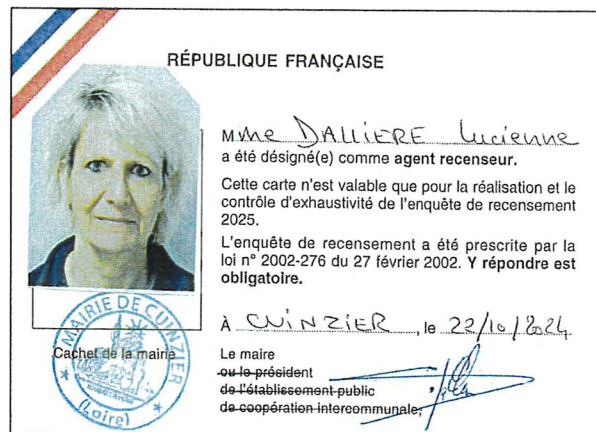 RÉPUBLIQUE FRANÇAISE
Mme DALLIERE Lucienne
a été désigné(e) comme agent recenseur.
Cette carte n'est valable que pour la réalisation et le
contrôle d'exhaustivité de l'enquête de recensement
2025.
L'enquête de recensement a été prescrite par la
loi n° 2002-276 du 27 février 2002. Y répondre est
obligatoire.
À CUINZIER, le 22/10/2024
MAIRIE DE CUINZIER
(Loire)
Cachet de la mairie
Le maire
ou le président
de l'établissement public
de coopération intercommunale,